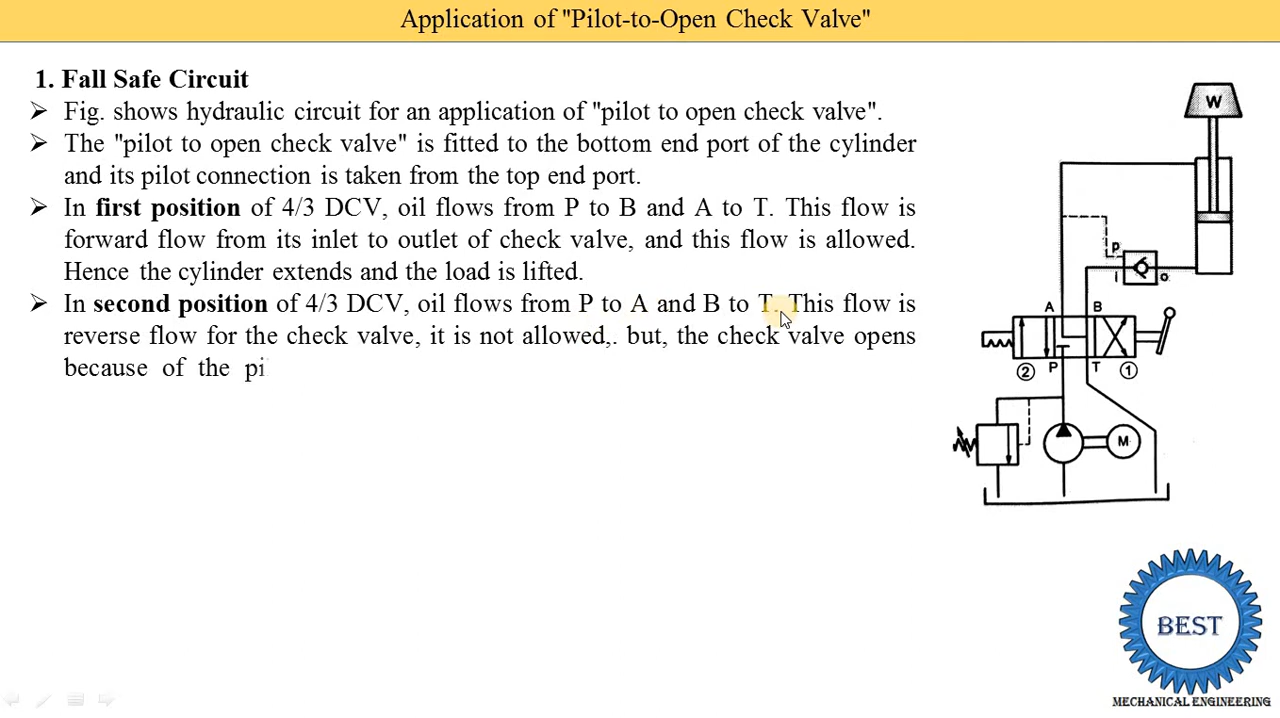 Application of "Pilot-to-Open Check Valve"
1. Fall Safe Circuit
➢ Fig. shows hydraulic circuit for an application of "pilot to open check valve".
➢ The "pilot to open check valve" is fitted to the bottom end port of the cylinder
and its pilot connection is taken from the top end port.
➢ In first position of 4/3 DCV, oil flows from P to B and A to T. This flow is
forward flow from its inlet to outlet of check valve, and this flow is allowed.
Hence the cylinder extends and the load is lifted.
➢ In second position of 4/3 DCV, oil flows from P to A and B to T. This flow is
reverse flow for the check valve, it is not allowed,. but, the check valve opens
because of the pi
W
P
i
o
A B
2 P T 1
M
BEST
MECHANICAL ENGINEERING